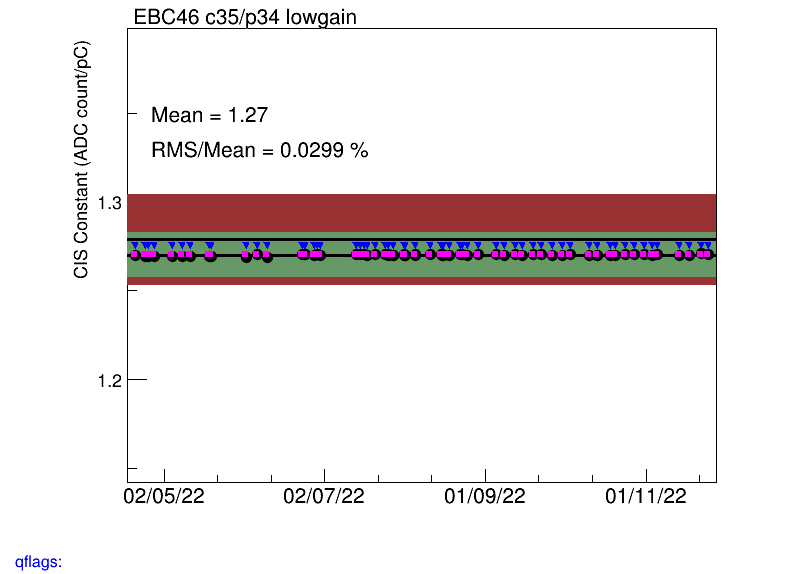 EBC46 c35/p34 lowgain
CIS Constant (ADC count/pC)
Mean = 1.27
RMS/Mean = 0.0299 %
1.3
1.2
02/05/22 02/07/22 01/09/22 01/11/22
qflags: